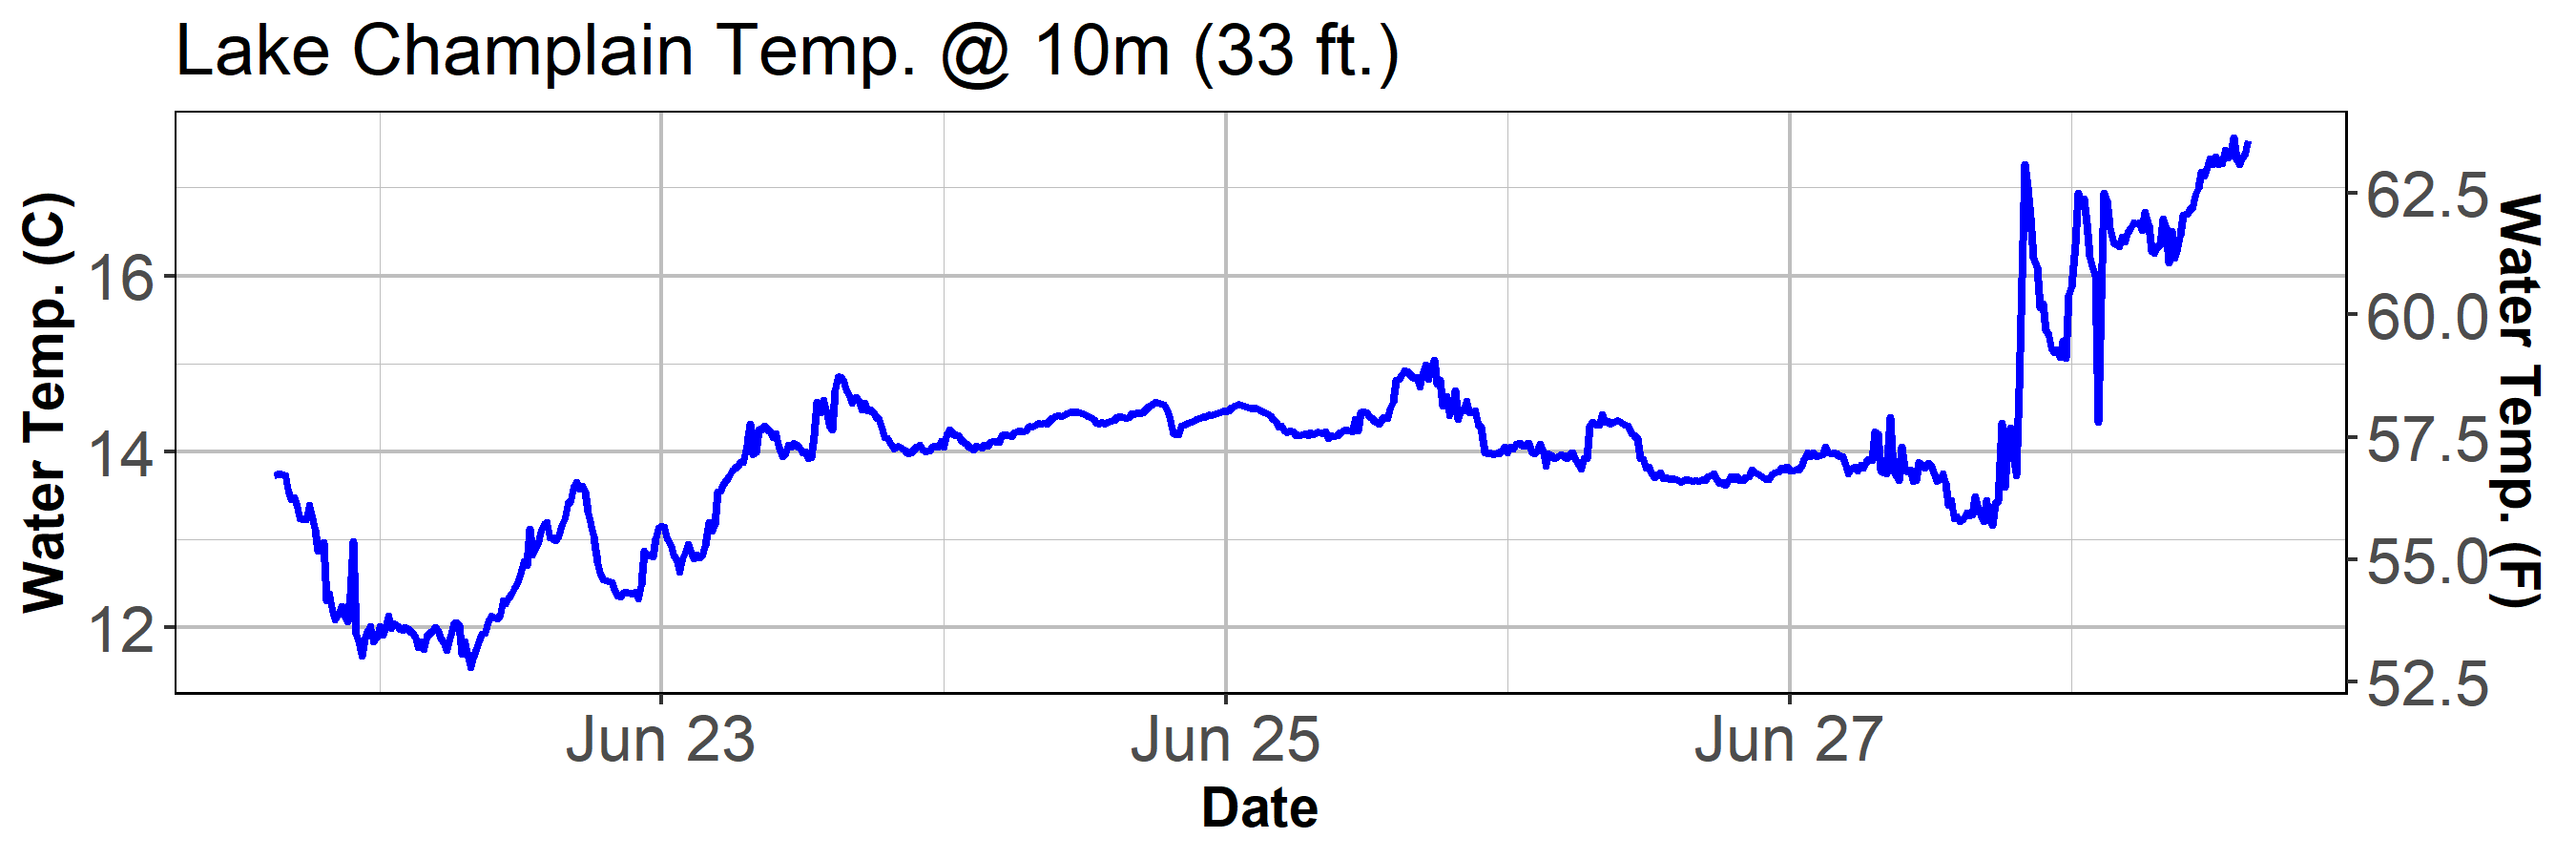 Lake Champlain Temp. @ 10m (33 ft.)
Water Temp. (C)
16
14
12
62.5
60.0
57.5
55.0
52.5
Water Temp. (F)
Jun 23 Jun 25 Jun 27
Date